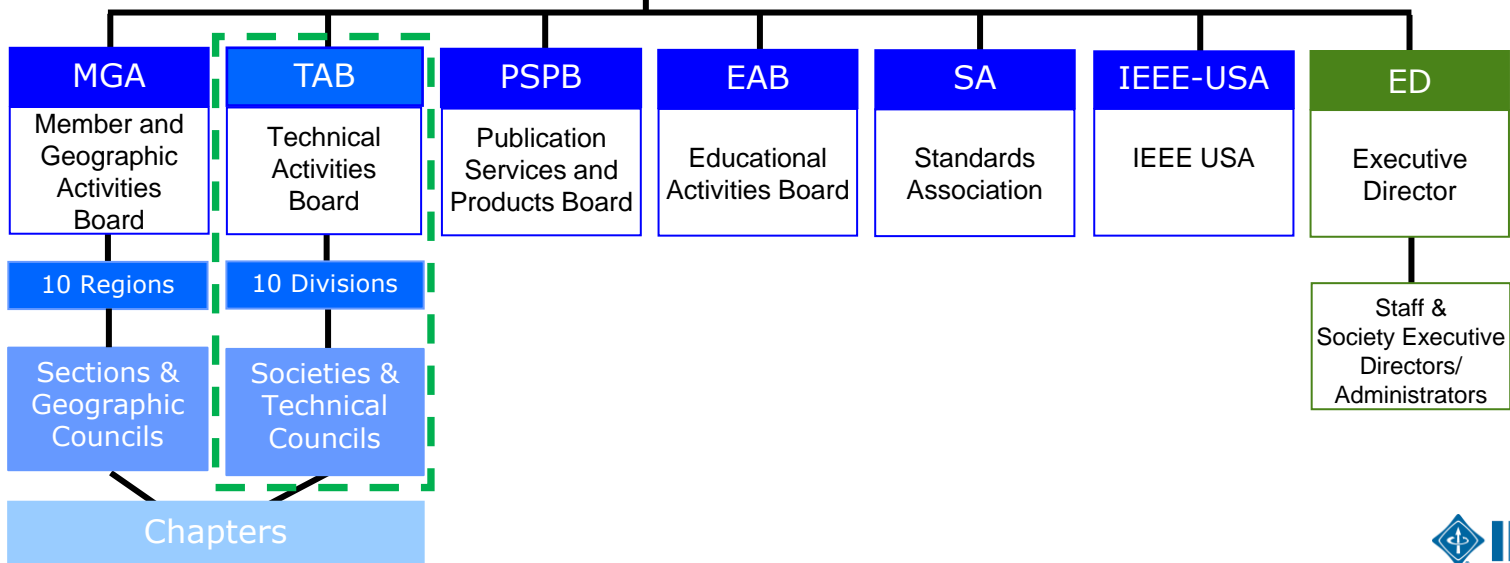 MGA
Member and
Geographic
Activities
Board
10 Regions
Sections &
Geographic
Councils
TAB
Technical
Activities
Board
10 Divisions
Societies &
Technical
Councils
Chapters
PSPB
Publication
Services and
Products Board
EAB
Educational
Activities Board
SA
Standards
Association
IEEE-USA
IEEE USA
ED
Executive
Director
Staff &
Society Executive
Directors/
Administrators